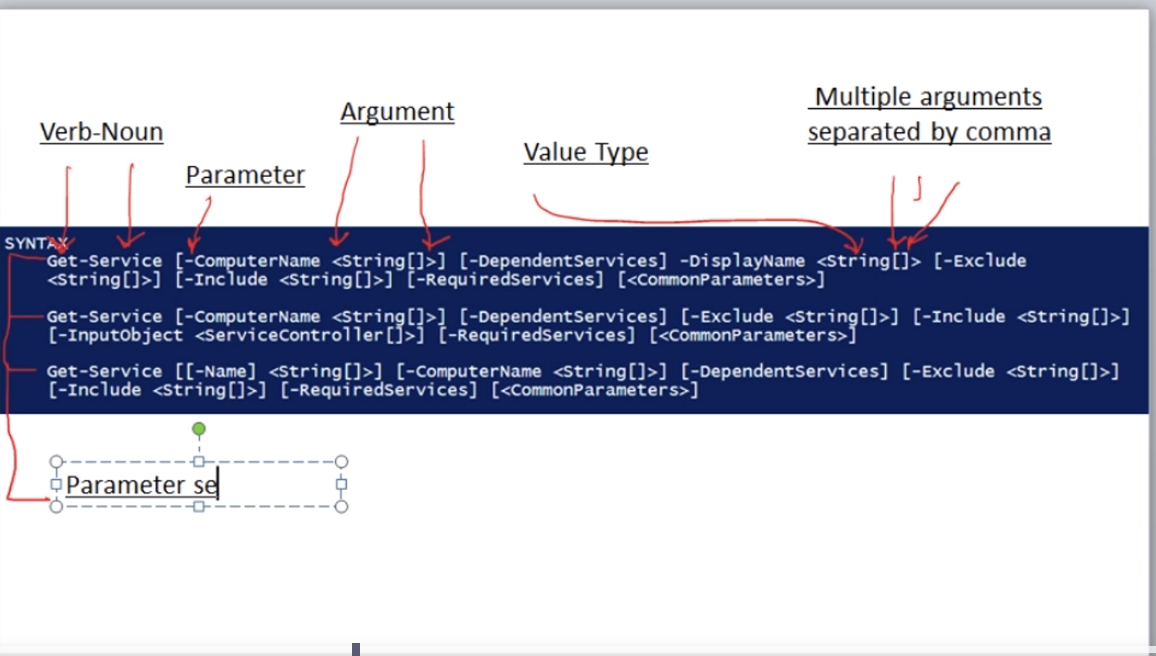 Multiple arguments
Argument
Verb-Noun
separated by comma
Value Type
Parameter
SYNTAX
Get-Service [-ComputerName <String[]>] [-DependentServices] -DisplayName <String[]> [-Exclude
<String[]>] [-Include <String[]>] [-RequiredServices] [<CommonParameters>]
Get-Service [-ComputerName <String[]>] [-DependentServices] [-Exclude <String[]>] [-Include <String[]>]
[-InputObject <ServiceController[]>] [-RequiredServices] [<CommonParameters>]
Get-Service [[-Name] <String[]>] [-ComputerName <String[]>] [-DependentServices] [-Exclude <String[]>]
[-Include <String[]>] [-RequiredServices] [<CommonParameters>]
Parameter se